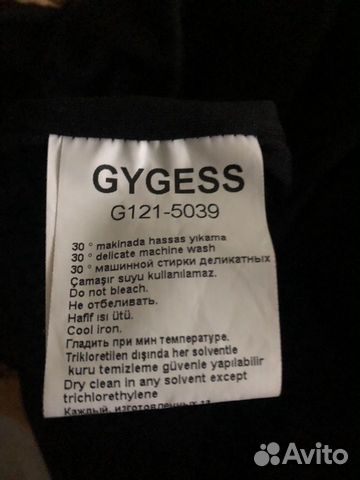 GYGESS
G121-5039
30 ° makinada hassas yıkama
30 ° delicate machine wash
30 ° машинной стирки деликатных
Çamaşır suyu kullanılamaz.
Do not bleach.
Не отбеливать.
Hafif ısı ütü.
Cool iron.
Гладить при мин температуре.
Trikloretilen dışında her solventle
kuru temizleme güvenle yapılabilir
Dry clean in any solvent except
trichlorethylene
Каждый, изготовленных
Avito